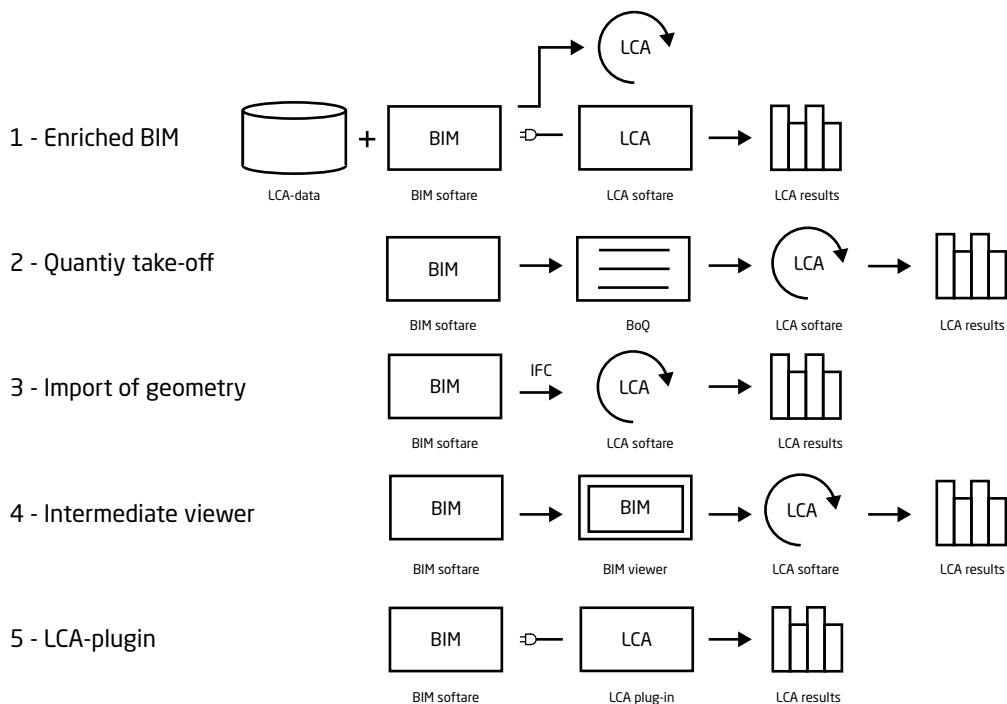 LCA
1 - Enriched BIM
+
BIM
LCA
LCA-data
BIM softare
LCA softare
LCA results
2 - Quantiy take-off
BIM
LCA
BIM softare
BoQ
LCA softare
LCA results
3 - Import of geometry
BIM
IFC
LCA
BIM softare
LCA softare
LCA results
4 - Intermediate viewer
BIM
BIM
LCA
BIM softare
BIM viewer
LCA softare
LCA results
5 - LCA-plugin
BIM
LCA
BIM softare
LCA plug-in
LCA results